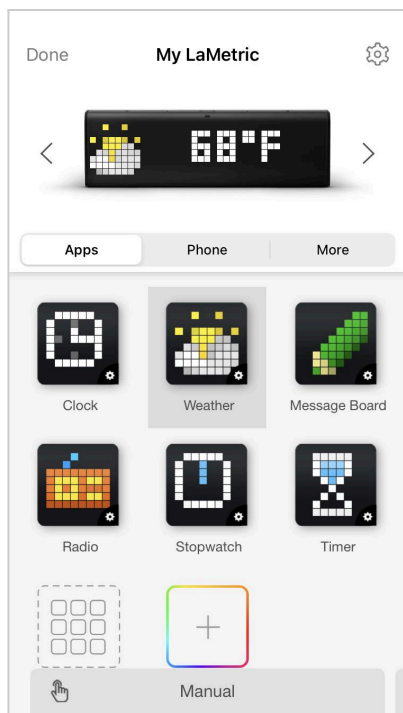 Done My LaMetric
68°F
Apps Phone More
Clock Weather Message Board
Radio Stopwatch Timer
Manual